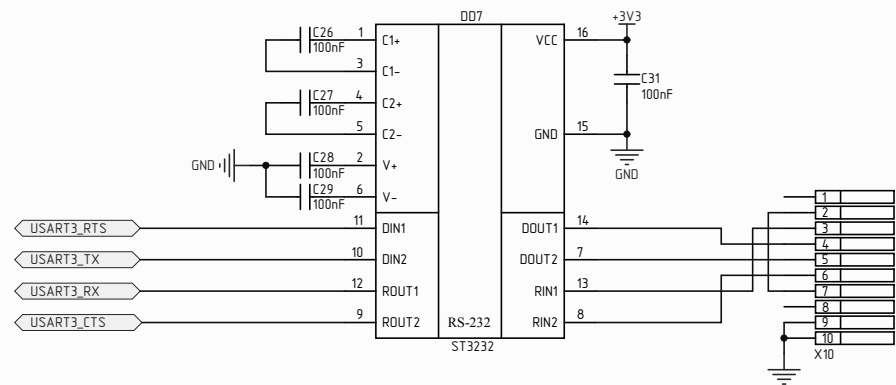 DD7
+3V3
C26
100nF
1
C1+
VCC
16
3
C1-
C31
100nF
C27
100nF
4
C2+
5
C2-
GND
15
GND
GND
C28
100nF
2
V+
C29
100nF
6
V-
USART3_RTS
11
DIN1
DOUT1
14
USART3_TX
10
DIN2
DOUT2
7
USART3_RX
12
ROUT1
RIN1
13
USART3_CTS
9
ROUT2
RS-232
RIN2
8
ST3232
1
2
3
4
5
6
7
8
9
10
X10